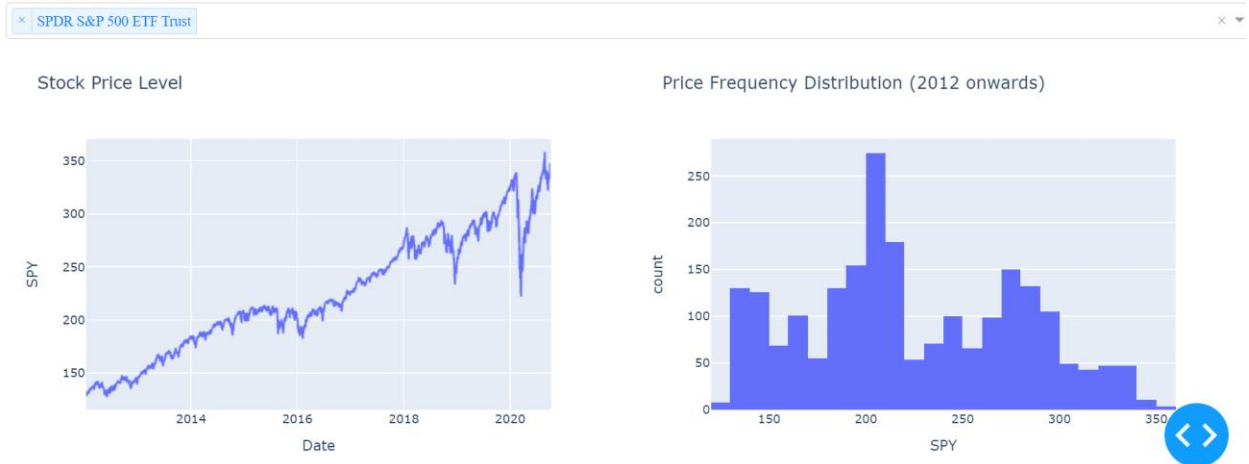 × SPDR S&P 500 ETF Trust ×
Stock Price Level
350
300
250
200
150
SPY
2014 2016 2018 2020
Date
Price Frequency Distribution (2012 onwards)
250
200
150
100
50
0
count
150 200 250 300 350
SPY